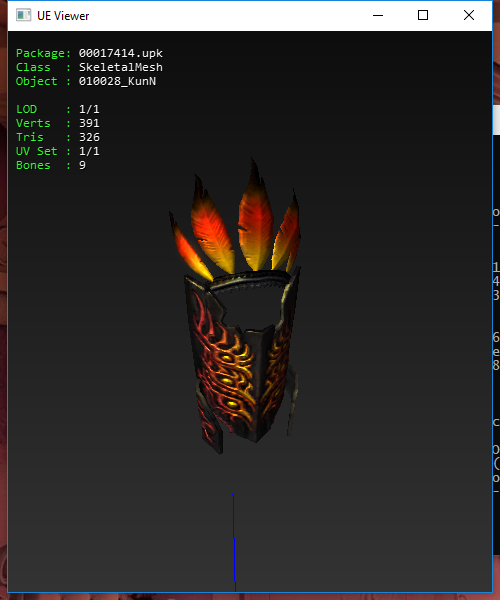 UE Viewer
Package: 00017414.upk
Class : SkeletalMesh
Object : 010028_KunN
LOD : 1/1
Verts : 391
Tris : 326
UV Set : 1/1
Bones : 9